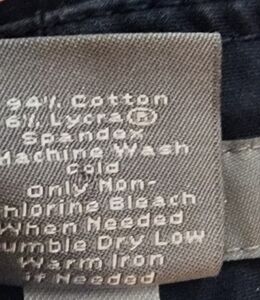 94% Cotton
6% Lycra®
Spandex
Machine Wash
Cold
Only Non-
Chlorine Bleach
When Needed
Tumble Dry Low
Warm Iron
if Needed